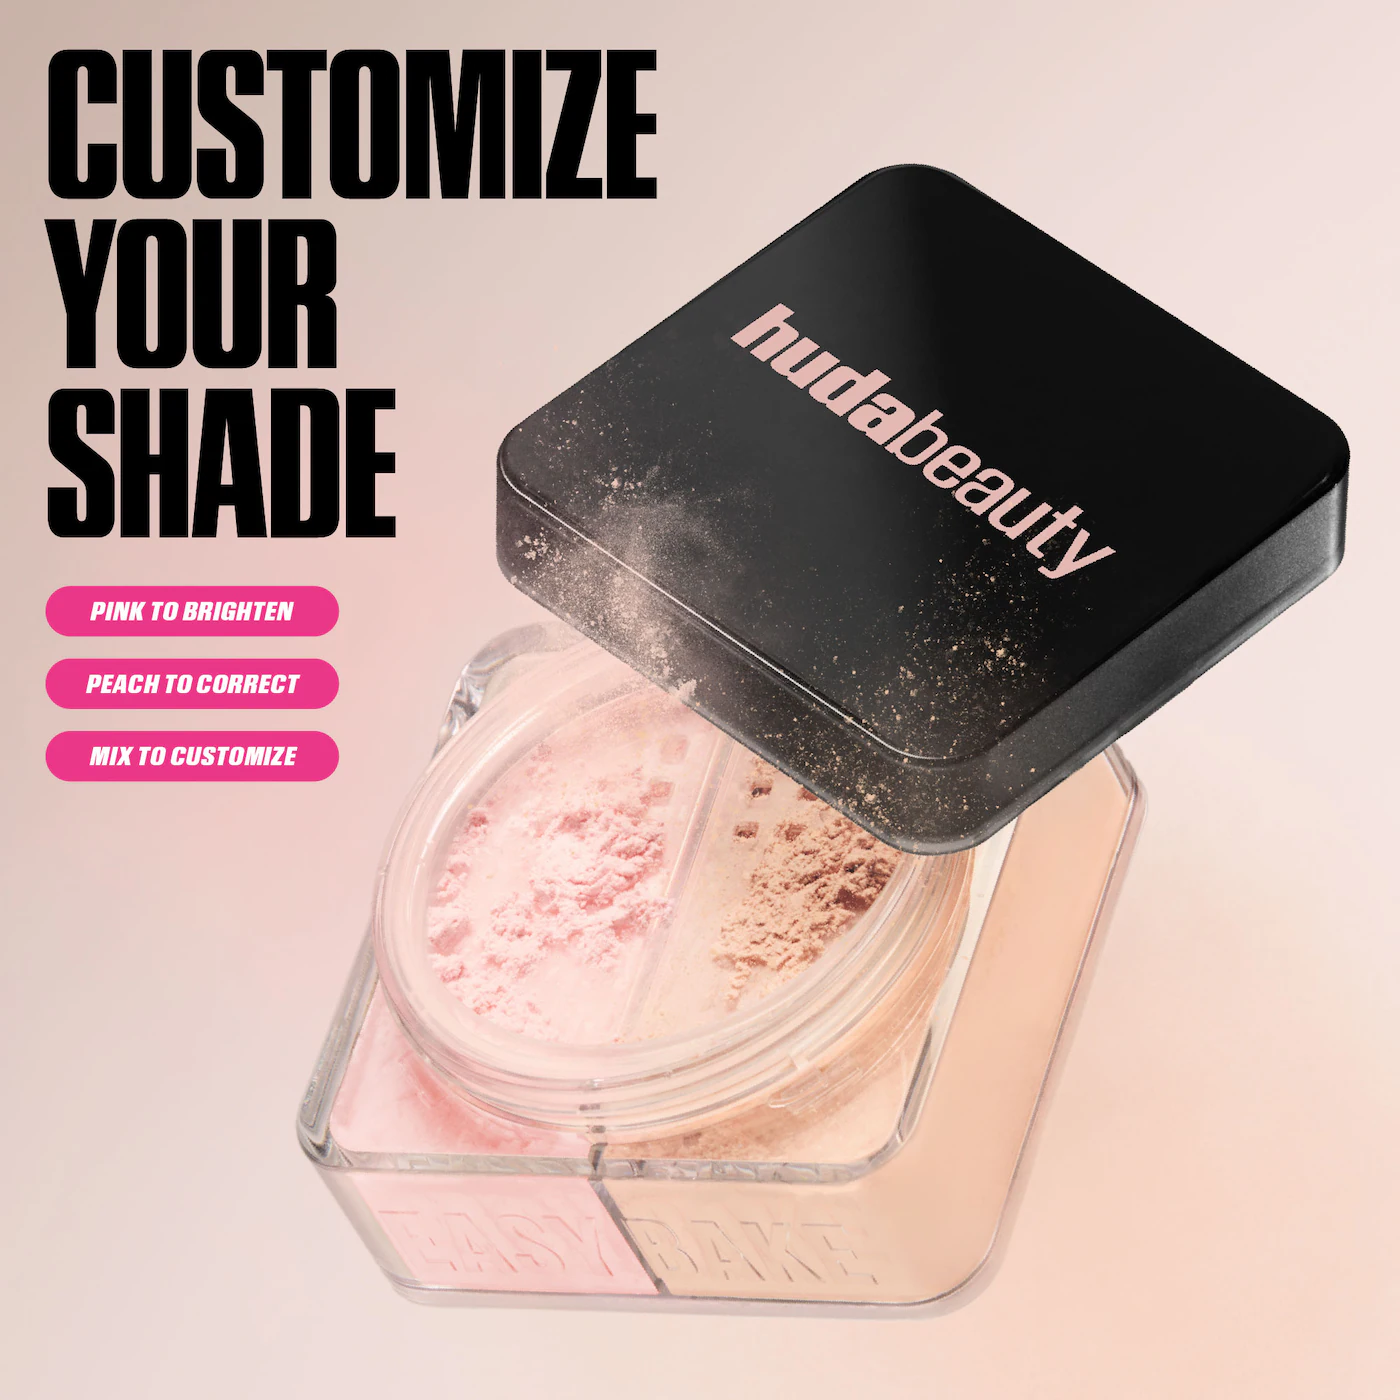 CUSTOMIZE
YOUR
SHADE
PINK TO BRIGHTEN
PEACH TO CORRECT
MIX TO CUSTOMIZE
hudabeauty
EASY BAKE